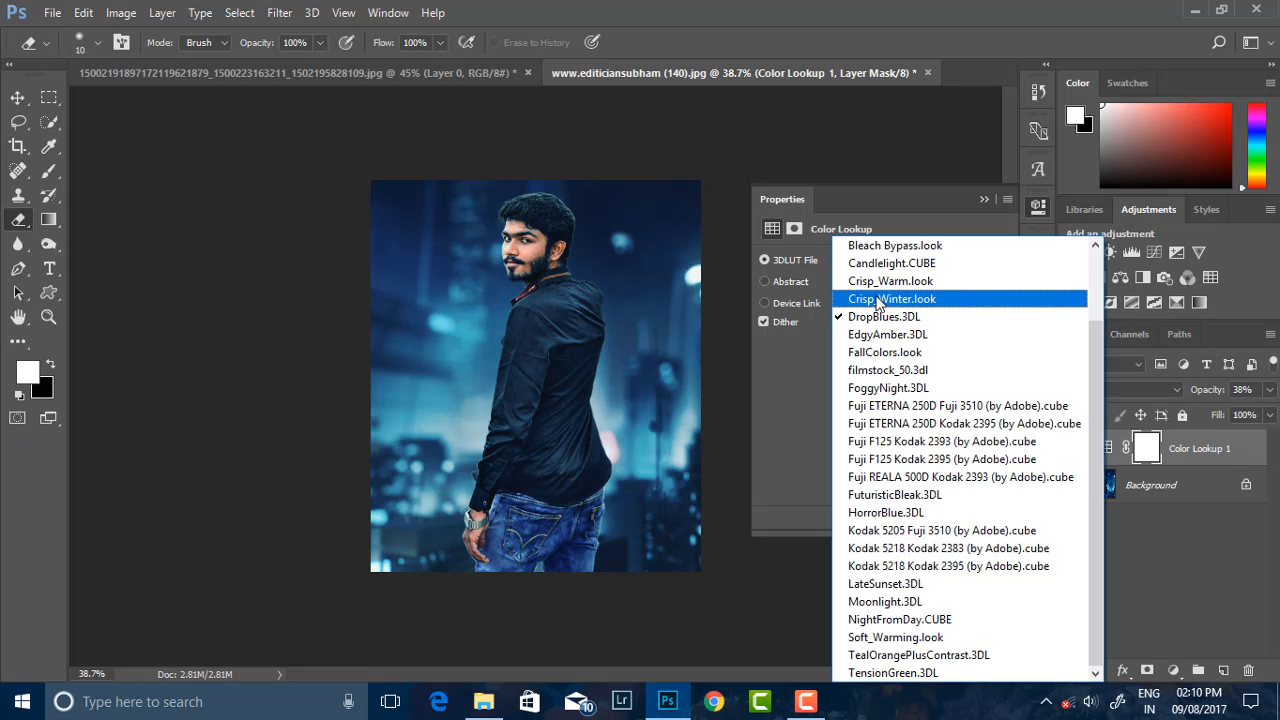 Ps File Edit Image Layer Type Select Filter 3D View Window Help
10 Mode: Brush Opacity: 100% Flow: 100% Erase to History
15002191897172119621879_1500223163211_1502195828109.jpg @ 45% (Layer 0, RGB/8#) * × www.editiciansubham (140).jpg @ 38.7% (Color Lookup 1, Layer Mask/8) * ×
Color Swatches
Properties
Color Lookup
3DLUT File
Abstract
Device Link
Dither
Bleach Bypass.look
Candlelight.CUBE
Crisp_Warm.look
Crisp_Winter.look
DropBlues.3DL
EdgyAmber.3DL
FallColors.look
filmstock_50.3dl
FoggyNight.3DL
Fuji ETERNA 250D Fuji 3510 (by Adobe).cube
Fuji ETERNA 250D Kodak 2395 (by Adobe).cube
Fuji F125 Kodak 2393 (by Adobe).cube
Fuji F125 Kodak 2395 (by Adobe).cube
Fuji REALA 500D Kodak 2393 (by Adobe).cube
FuturisticBleak.3DL
HorrorBlue.3DL
Kodak 5205 Fuji 3510 (by Adobe).cube
Kodak 5218 Kodak 2383 (by Adobe).cube
Kodak 5218 Kodak 2395 (by Adobe).cube
LateSunset.3DL
Moonlight.3DL
NightFromDay.CUBE
Soft_Warming.look
TealOrangePlusContrast.3DL
TensionGreen.3DL
Libraries Adjustments Styles
Add an adjustment
Channels Paths
Opacity: 38%
Fill: 100%
Color Lookup 1
Background
38.7% Doc: 2.81M/2.81M
Type here to search
10
Lr
Ps
ENG
IN
02:10 PM
09/08/2017